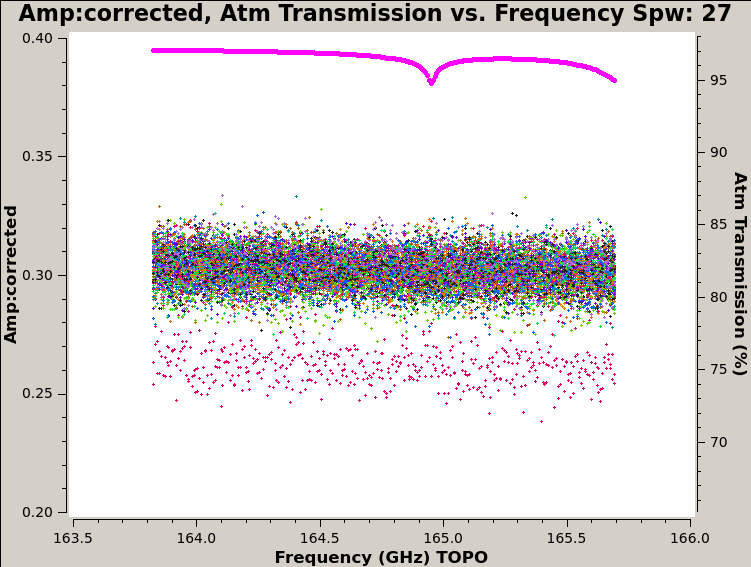 Amp:corrected, Atm Transmission vs. Frequency Spw: 27
0.40
0.35
0.30
0.25
0.20
Amp:corrected
95
90
85
80
75
70
Atm Transmission (%)
163.5 164.0 164.5 165.0 165.5 166.0
Frequency (GHz) TOPO